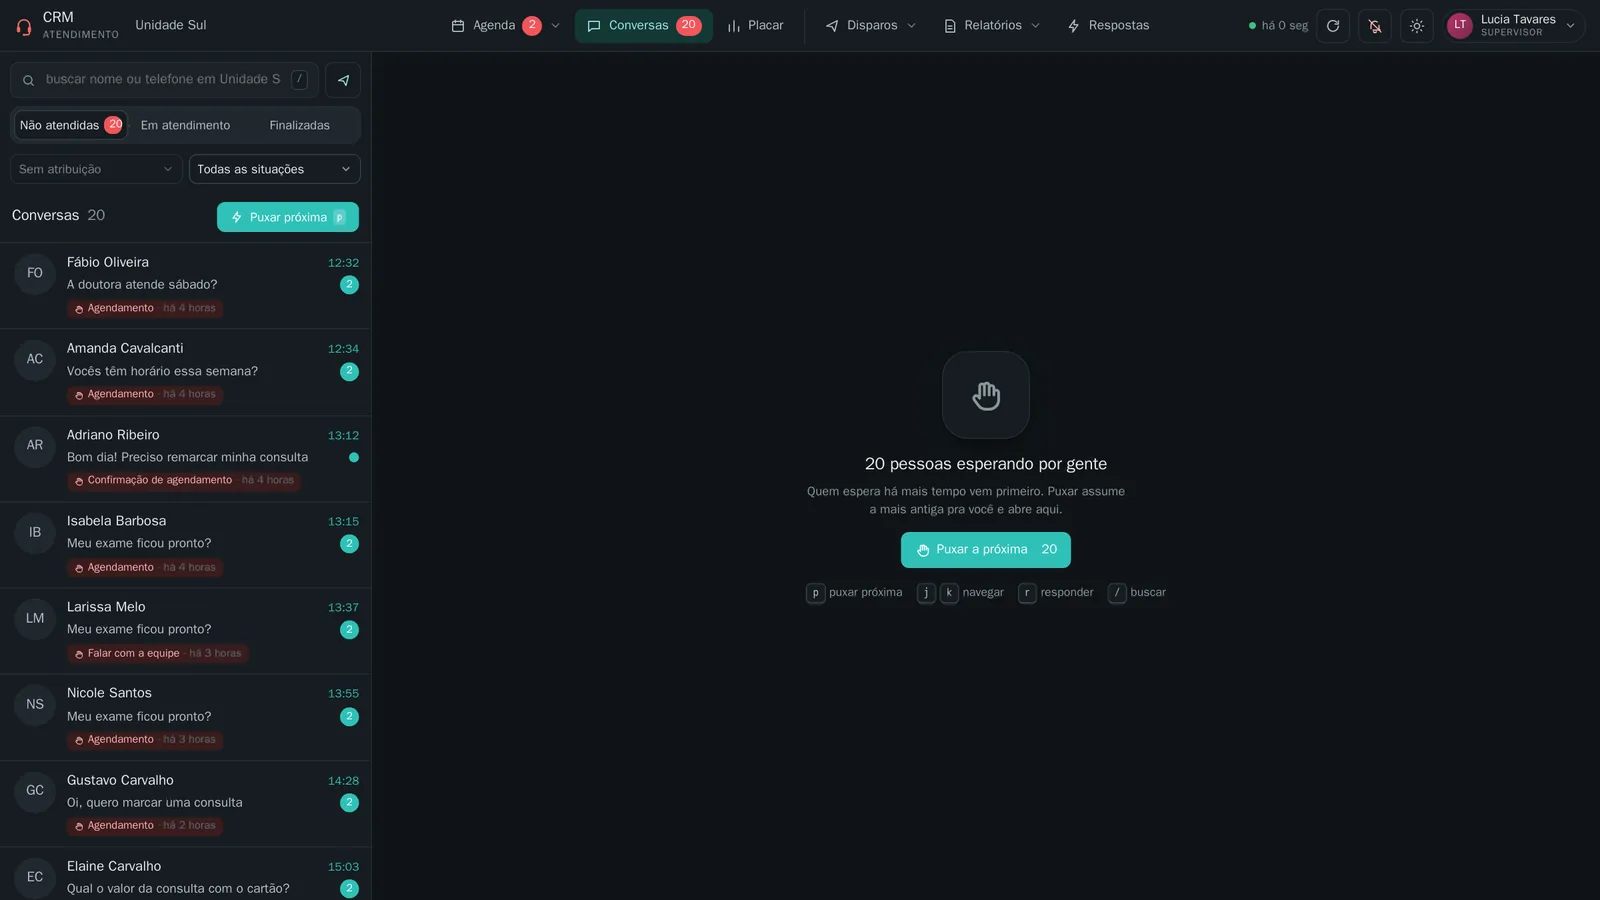 CRM
ATENDIMENTO
Unidade Sul
Agenda 2
Conversas 20
Placar
Disparos
Relatórios
Respostas
há 0 seg
LT
Lucia Tavares
SUPERVISOR
buscar nome ou telefone em Unidade S /
Não atendidas 20
Em atendimento
Finalizadas
Sem atribuição
Todas as situações
Conversas 20
Puxar próxima p
FO
Fábio Oliveira 12:32
A doutora atende sábado? 2
Agendamento · há 4 horas
AC
Amanda Cavalcanti 12:34
Vocês têm horário essa semana? 2
Agendamento · há 4 horas
AR
Adriano Ribeiro 13:12
Bom dia! Preciso remarcar minha consulta
Confirmação de agendamento · há 4 horas
IB
Isabela Barbosa 13:15
Meu exame ficou pronto? 2
Agendamento · há 4 horas
LM
Larissa Melo 13:37
Meu exame ficou pronto? 2
Falar com a equipe · há 3 horas
NS
Nicole Santos 13:55
Meu exame ficou pronto? 2
Agendamento · há 3 horas
GC
Gustavo Carvalho 14:28
Oi, quero marcar uma consulta 2
Agendamento · há 2 horas
EC
Elaine Carvalho 15:03
Qual o valor da consulta com o cartão? 2
20 pessoas esperando por gente
Quem espera há mais tempo vem primeiro. Puxar assume
a mais antiga pra você e abre aqui.
Puxar a próxima 20
p puxar próxima j k navegar r responder / buscar